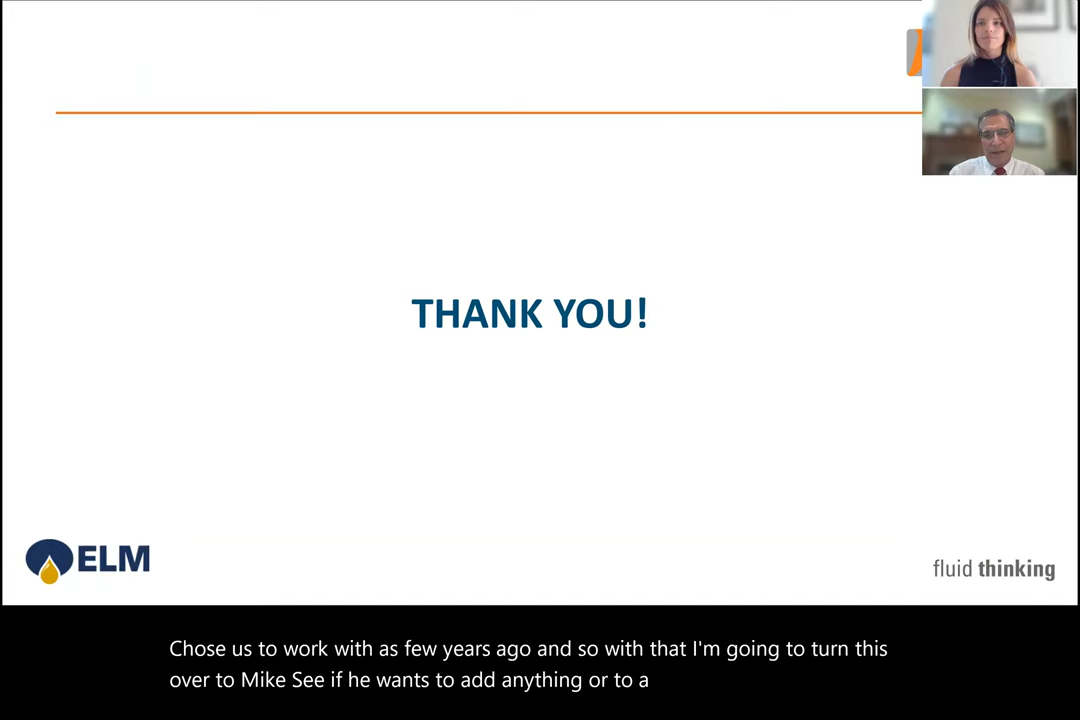 THANK YOU!
ELM
fluid thinking
Chose us to work with as few years ago and so with that I'm going to turn this
over to Mike See if he wants to add anything or to a